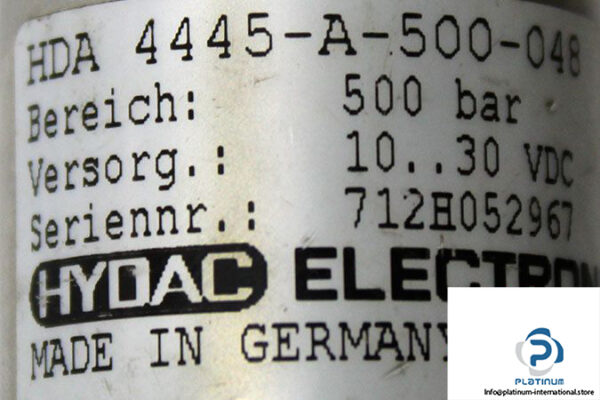 HDA 4445-A-500-048
Bereich: 500 bar
Versorg.: 10..30 VDC
Seriennr.: 712H052967
HYDAC ELECTRON
MADE IN GERMANY
PLATINUM
Info@platinum-international.store